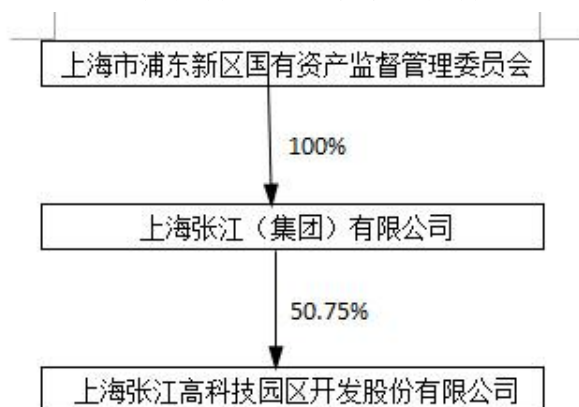 上海市浦东新区国有资产监督管理委员会
100%
上海张江（集团）有限公司
50.75%
上海张江高科技园区开发股份有限公司